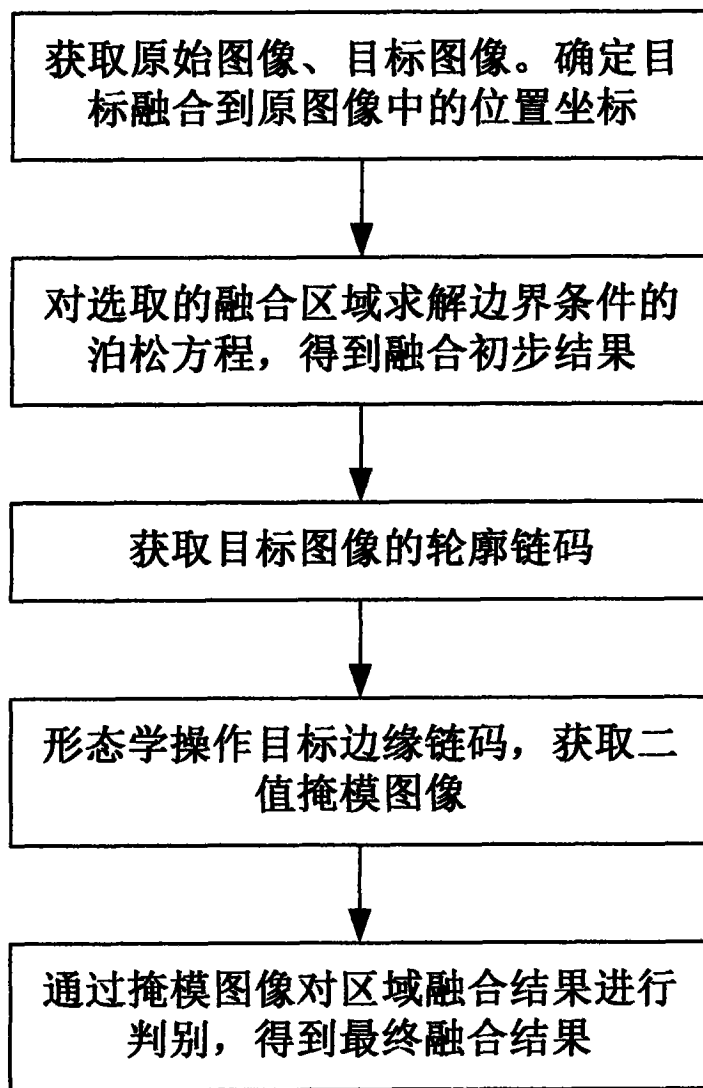 获取原始图像、目标图像。确定目
标融合到原图像中的位置坐标
对选取的融合区域求解边界条件的
泊松方程，得到融合初步结果
获取目标图像的轮廓链码
形态学操作目标边缘链码，获取二
值掩模图像
通过掩模图像对区域融合结果进行
判别，得到最终融合结果